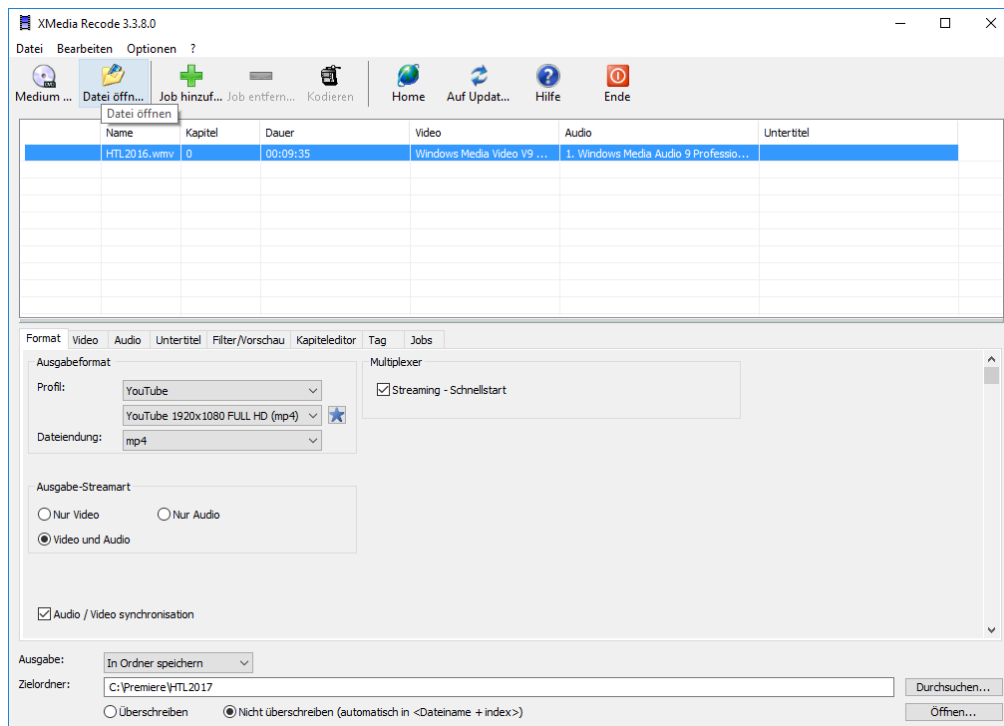 XMedia Recode 3.3.8.0
Datei Bearbeiten Optionen ?
Medium ... Datei öffn... Job hinzuf... Job entfern... Kodieren Home Auf Updat... Hilfe Ende
Datei öffnen
Name Kapitel Dauer Video Audio Untertitel
HTL2016.wmv 0 00:09:35 Windows Media Video V9 ... 1. Windows Media Audio 9 Professio...
Format Video Audio Untertitel Filter/Vorschau Kapiteleditor Tag Jobs
Ausgabeformat Multiplexer
Profil: YouTube Streaming - Schnellstart
YouTube 1920x1080 FULL HD (mp4)
Dateiendung: mp4
Ausgabe-Streamart
Nur Video Nur Audio
Video und Audio
Audio / Video synchronisation
Ausgabe: In Ordner speichern
Zielordner: C:\Premiere\HTL2017 Durchsuchen...
Überschreiben Nicht überschreiben (automatisch in <Dateiname + index>) Öffnen...